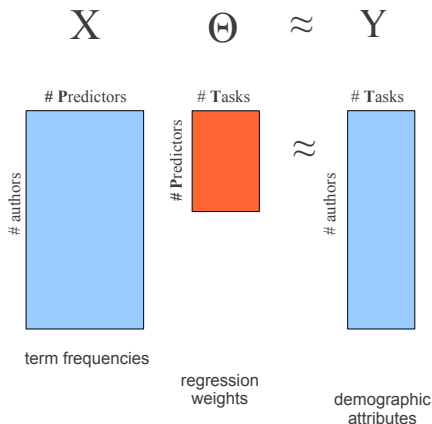 X Θ ≈ Y
# Predictors # Tasks # Tasks
# authors
# Predictors
≈
# authors
term frequencies
regression
weights
demographic
attributes